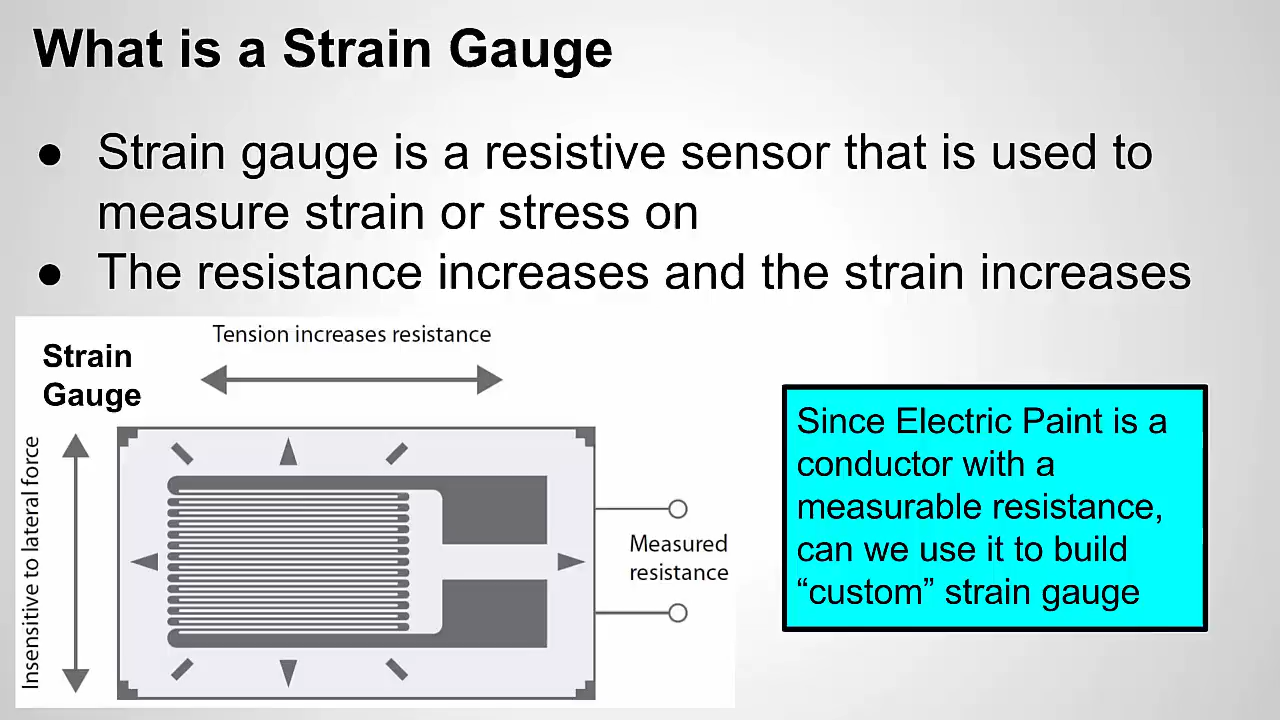 What is a Strain Gauge
● Strain gauge is a resistive sensor that is used to
measure strain or stress on
● The resistance increases and the strain increases
Tension increases resistance
Strain
Gauge
Insensitive to lateral force
Measured
resistance
Since Electric Paint is a
conductor with a
measurable resistance,
can we use it to build
“custom” strain gauge